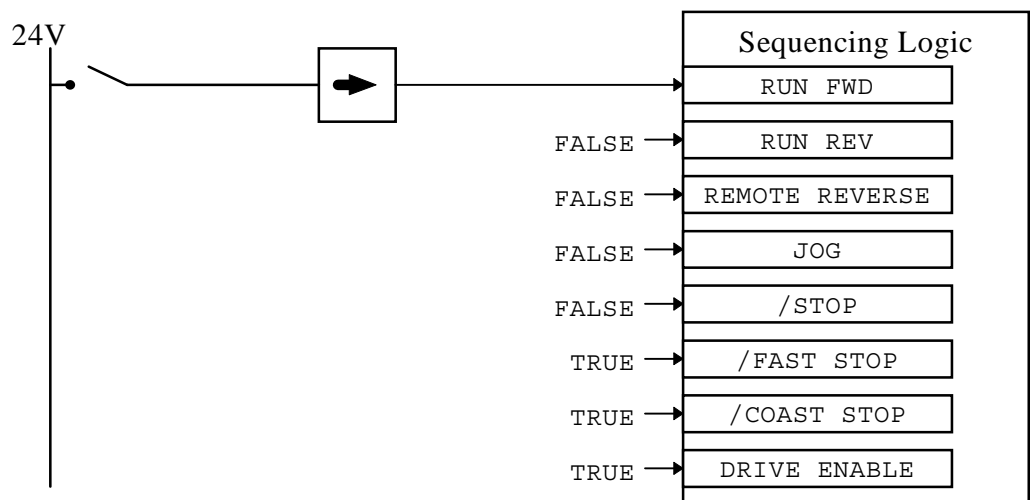 24V
Sequencing Logic
RUN FWD
FALSE RUN REV
FALSE REMOTE REVERSE
FALSE JOG
FALSE /STOP
TRUE /FAST STOP
TRUE /COAST STOP
TRUE DRIVE ENABLE